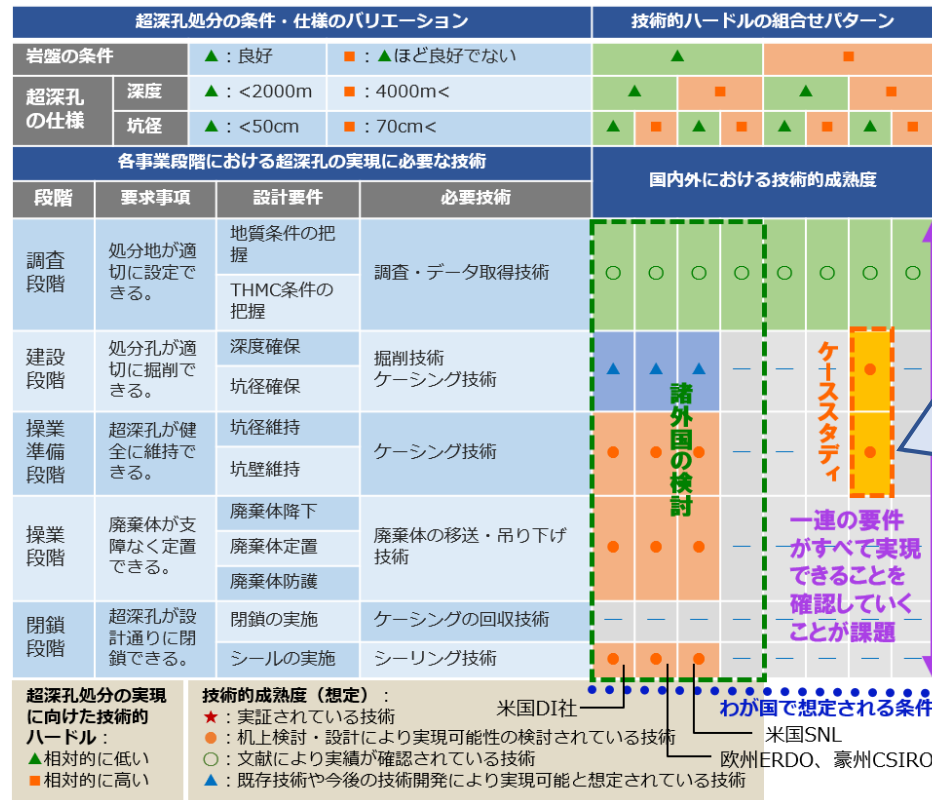 超深孔処分の条件・仕様のバリエーション
技術的ハードルの組合せパターン
岩盤の条件
▲：良好
■：▲ほど良好でない
▲
■
超深孔
の仕様
深度
▲：<2000m
■：4000m<
▲
■
▲
■
坑径
▲：<50cm
■：70cm<
▲
■
▲
■
▲
■
▲
■
各事業段階における超深孔の実現に必要な技術
国内外における技術的成熟度
段階
要求事項
設計要件
必要技術
調査
段階
処分地が適
切に設定で
きる。
地質条件の把
握
THMC条件の
把握
調査・データ取得技術
○
○
○
○
○
○
○
○
建設
段階
処分孔が適
切に掘削で
きる。
深度確保
坑径確保
掘削技術
ケーシング技術
▲
▲
▲
―
―
―
●
―
操業
準備
段階
超深孔が健
全に維持で
きる。
坑径維持
坑壁維持
ケーシング技術
●
●
●
―
―
●
操業
段階
廃棄体が支
障なく定置
できる。
廃棄体降下
廃棄体定置
廃棄体防護
廃棄体の移送・吊り下げ
技術
●
●
●
―
―
―
―
―
閉鎖
段階
超深孔が設
計通りに閉
鎖できる。
閉鎖の実施
ケーシングの回収技術
―
―
―
―
―
―
―
―
シールの実施
シーリング技術
●
●
●
―
―
―
―
―
諸外国の検討
ケーススタディ
一連の要件
がすべて実現
できることを
確認していく
ことが課題
わが国で想定される条件
米国DI社
米国SNL
欧州ERDO、豪州CSIRO
超深孔処分の実現
に向けた技術的
ハードル：
▲相対的に低い
■相対的に高い
技術的成熟度（想定）：
★：実証されている技術
●：机上検討・設計により実現可能性の検討されている技術
○：文献により実績が確認されている技術
▲：既存技術や今後の技術開発により実現可能と想定されている技術